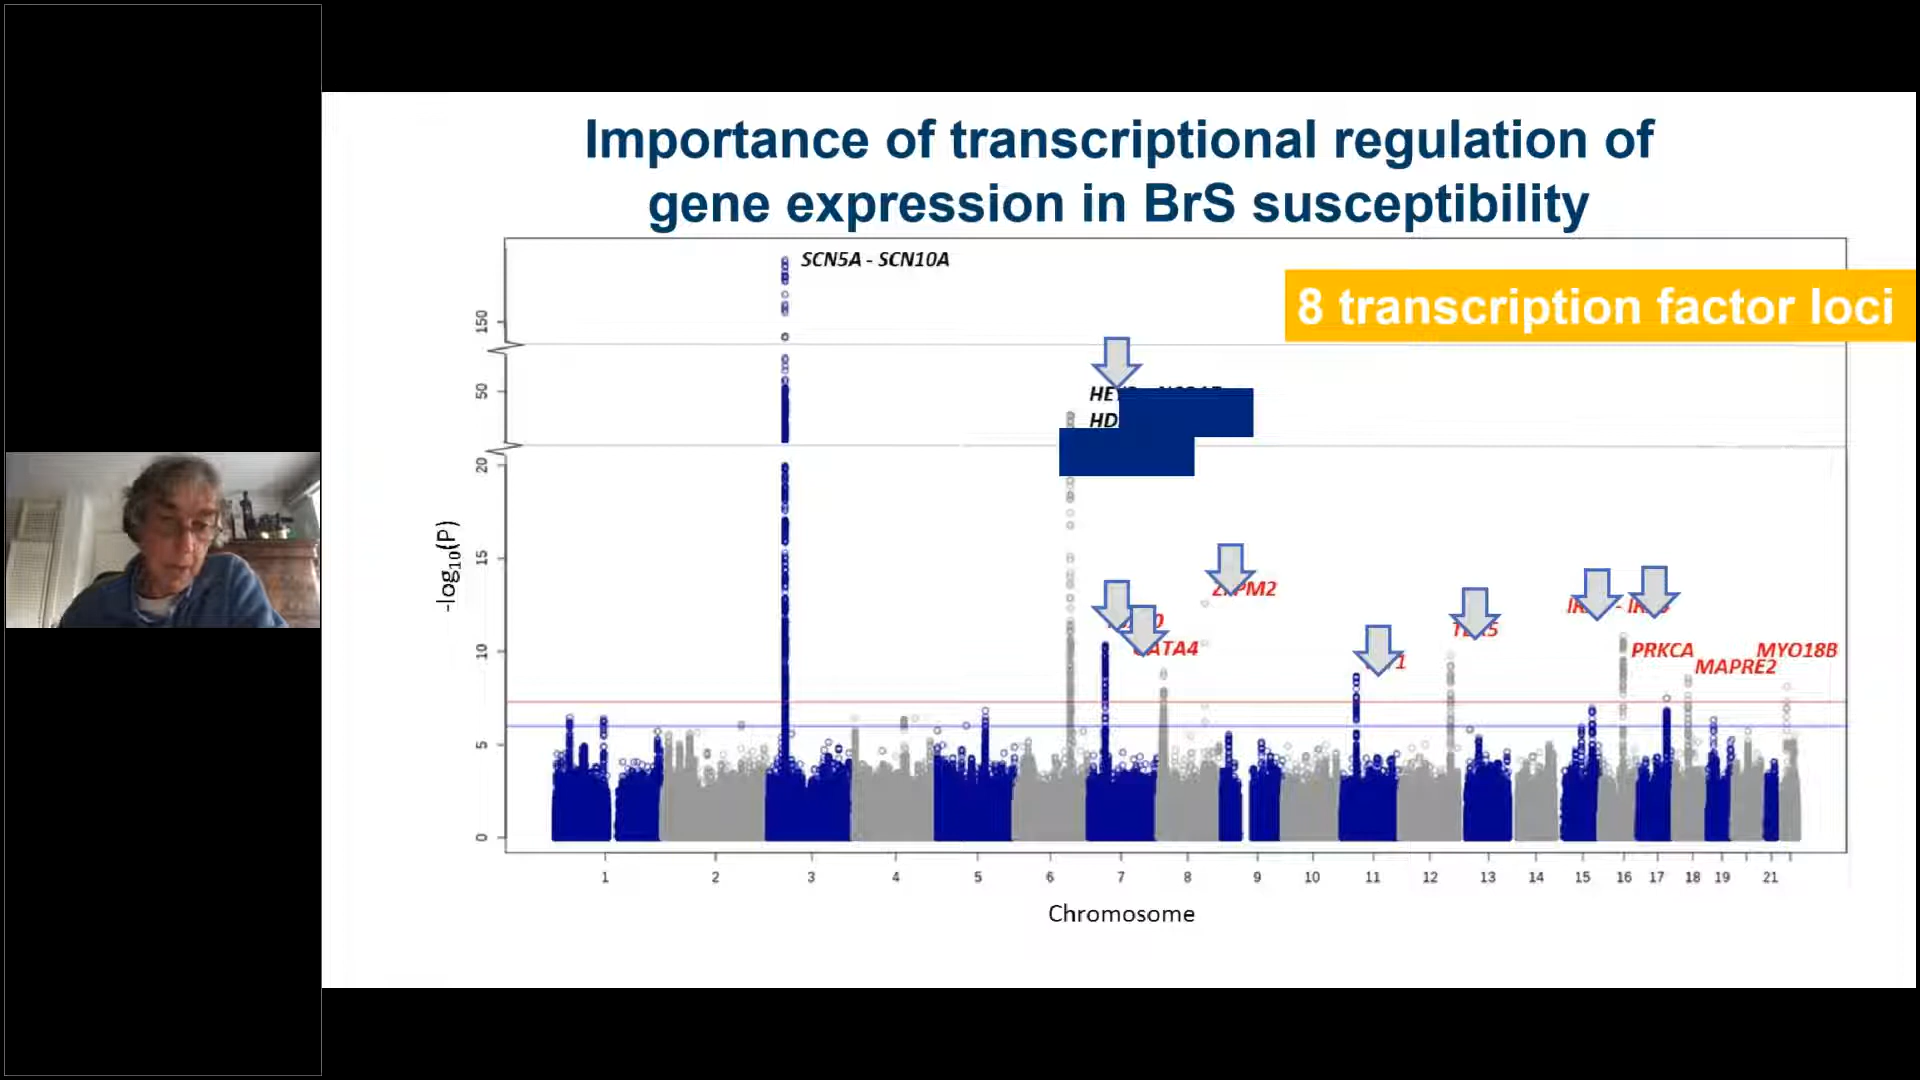 Importance of transcriptional regulation of
gene expression in BrS susceptibility
8 transcription factor loci
SCN5A - SCN10A
GATA4
PRKCA
MAPRE2
MYO18B
-log10(P)
150
50
20
15
10
5
0
1 2 3 4 5 6 7 8 9 10 11 12 13 14 15 16 17 18 19 21
Chromosome